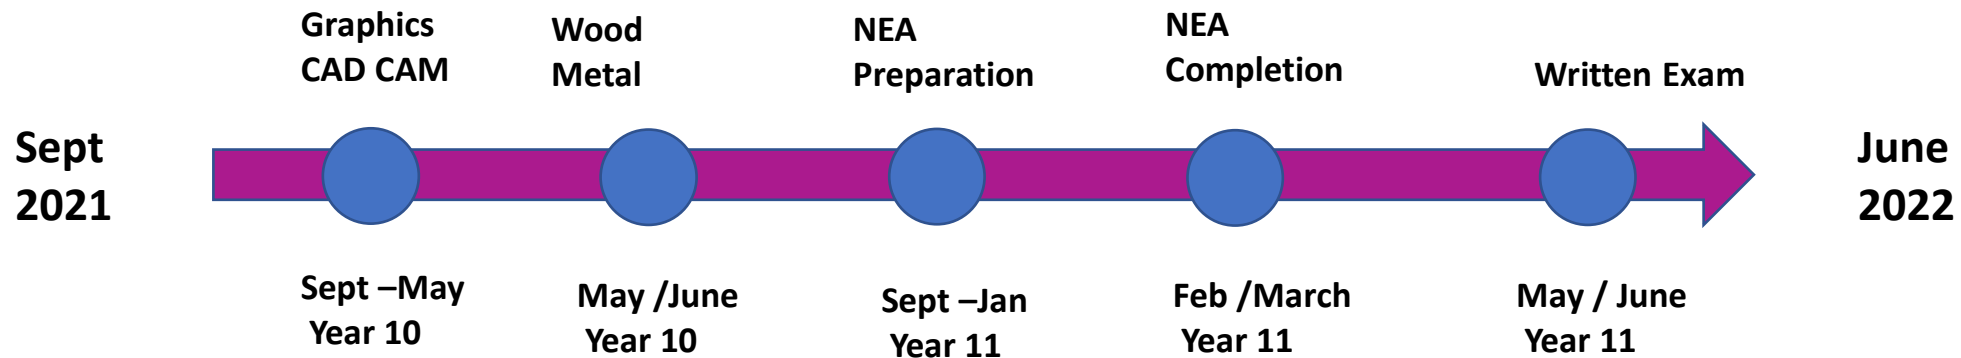 Graphics
CAD CAM
Wood
Metal
NEA
Preparation
NEA
Completion
Written Exam
Sept
2021
June
2022
Sept –May
Year 10
May /June
Year 10
Sept –Jan
Year 11
Feb /March
Year 11
May / June
Year 11